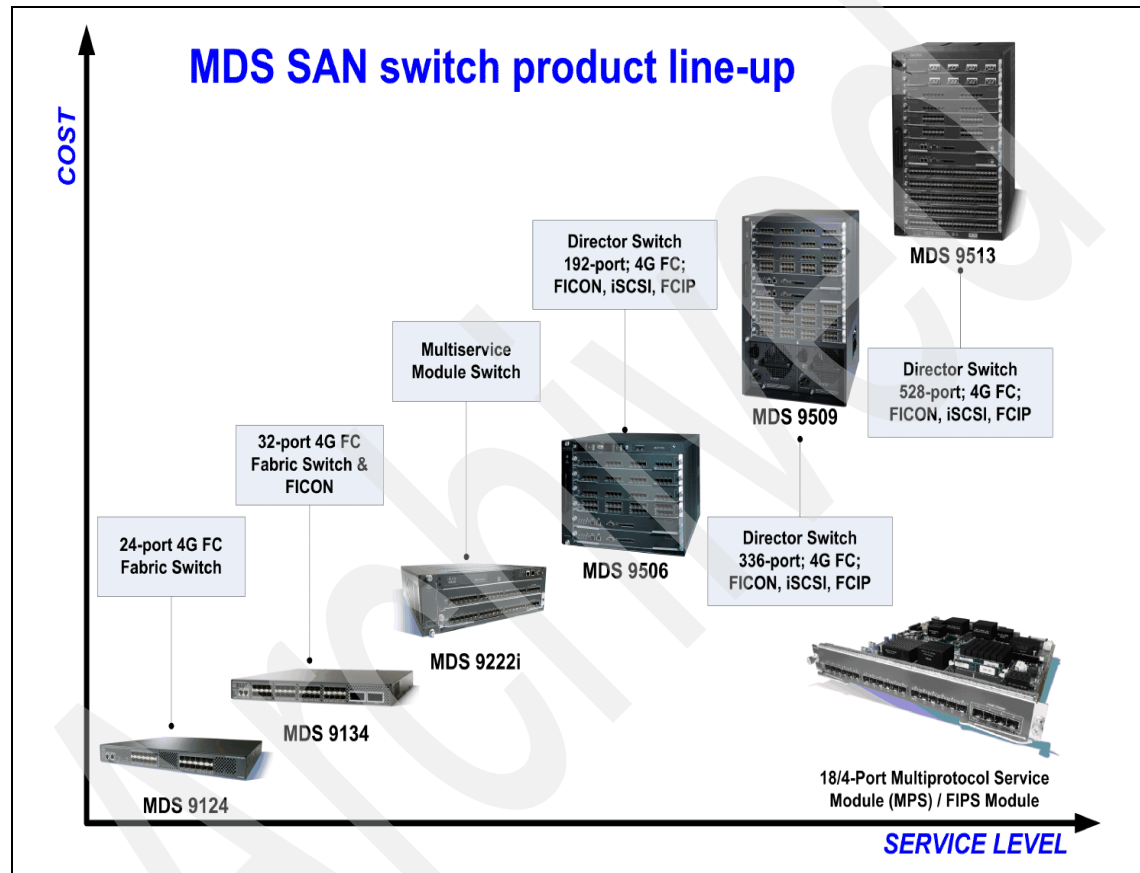 MDS SAN switch product line-up
COST
MDS 9513
Director Switch
192-port; 4G FC;
FICON, iSCSI, FCIP
MDS 9509
Multiservice
Module Switch
Director Switch
528-port; 4G FC;
FICON, iSCSI, FCIP
32-port 4G FC
Fabric Switch &
FICON
MDS 9506
Director Switch
336-port; 4G FC;
FICON, iSCSI, FCIP
24-port 4G FC
Fabric Switch
MDS 9222i
MDS 9134
MDS 9124
18/4-Port Multiprotocol Service
Module (MPS) / FIPS Module
SERVICE LEVEL
Archived